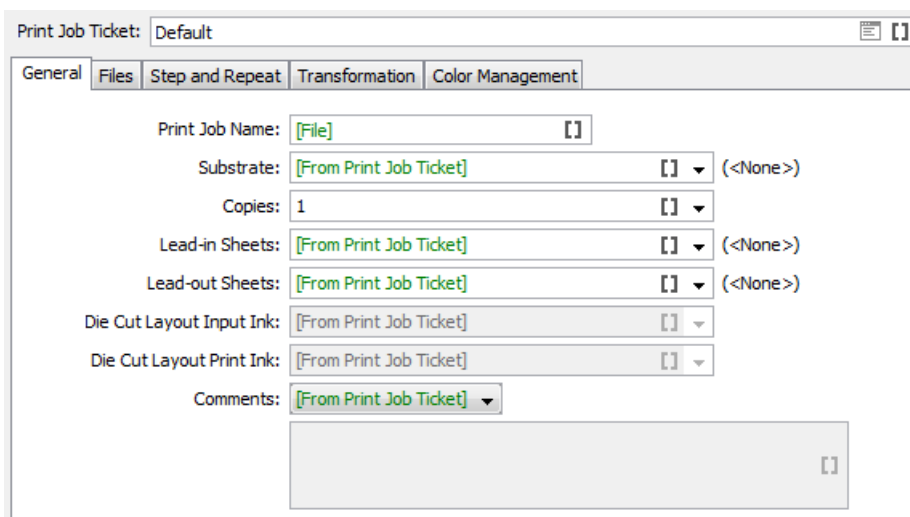 Print Job Ticket: Default
General Files Step and Repeat Transformation Color Management
Print Job Name: [File]
Substrate: [From Print Job Ticket] (<None>)
Copies: 1
Lead-in Sheets: [From Print Job Ticket] (<None>)
Lead-out Sheets: [From Print Job Ticket] (<None>)
Die Cut Layout Input Ink: [From Print Job Ticket]
Die Cut Layout Print Ink: [From Print Job Ticket]
Comments: [From Print Job Ticket]